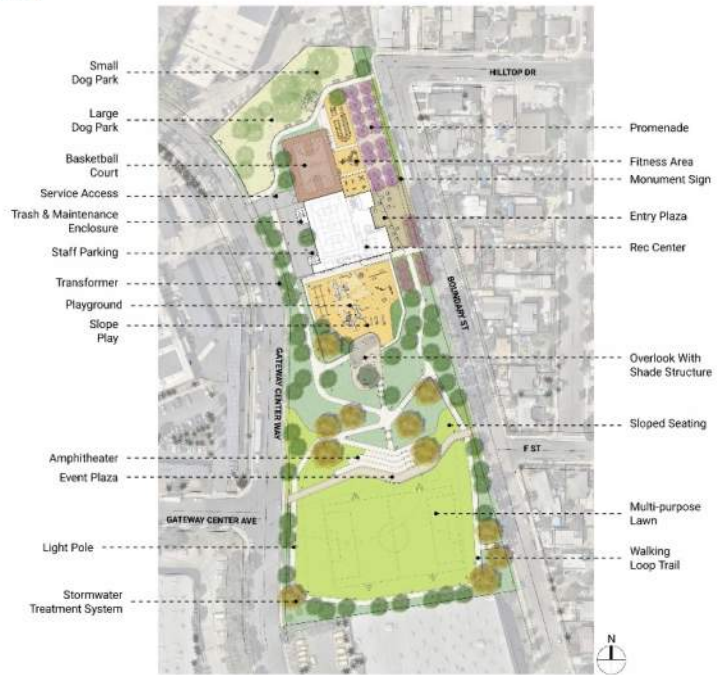 Small
Dog Park
Large
Dog Park
Basketball
Court
Service Access
Trash & Maintenance
Enclosure
Staff Parking
Transformer
Playground
Slope
Play
Amphitheater
Event Plaza
Light Pole
Stormwater
Treatment System
HILLTOP DR
BOUNDARY ST
GATEWAY CENTER WAY
F ST
GATEWAY CENTER AVE
Promenade
Fitness Area
Monument Sign
Entry Plaza
Rec Center
Overlook With
Shade Structure
Sloped Seating
Multi-purpose
Lawn
Walking
Loop Trail
N